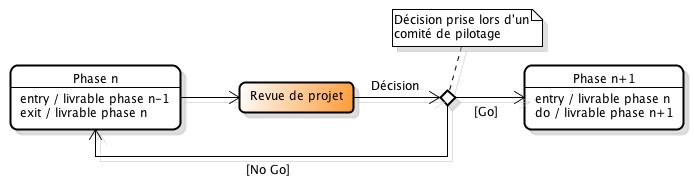 Décision prise lors d'un
comité de pilotage
Phase n
entry / livrable phase n-1
exit / livrable phase n
Revue de projet
Décision
[Go]
Phase n+1
entry / livrable phase n
do / livrable phase n+1
[No Go]